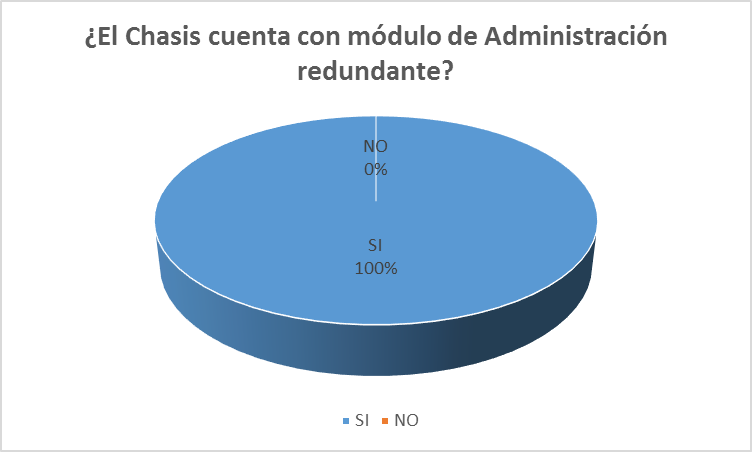 ¿El Chasis cuenta con módulo de Administración
redundante?
NO
0%
SI
100%
SI NO